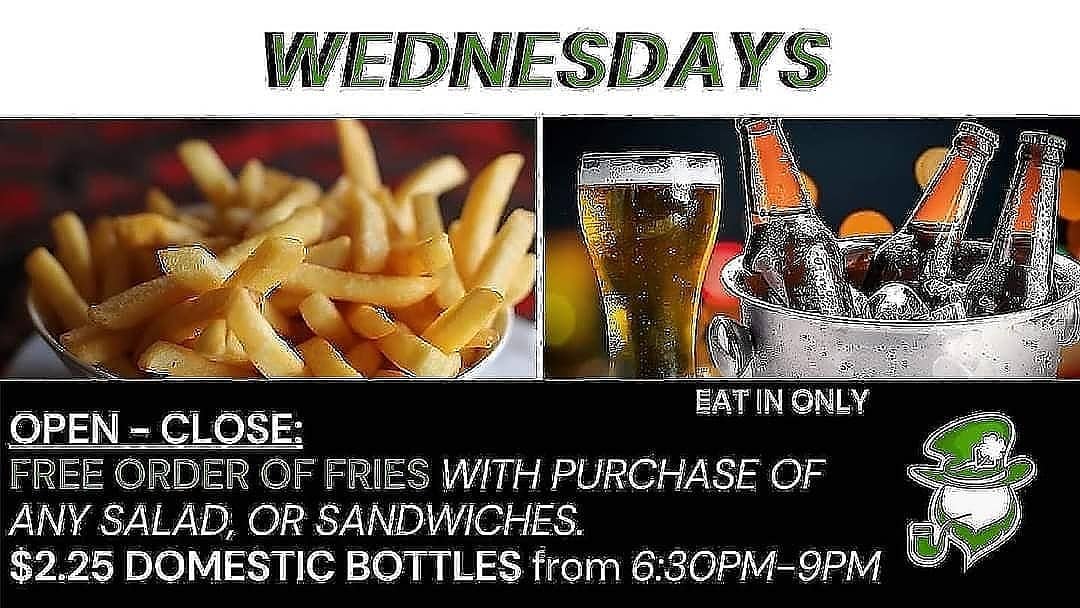 WEDNESDAYS
EAT IN ONLY
OPEN - CLOSE:
FREE ORDER OF FRIES WITH PURCHASE OF
ANY SALAD, OR SANDWICHES.
$2.25 DOMESTIC BOTTLES from 6:30PM-9PM